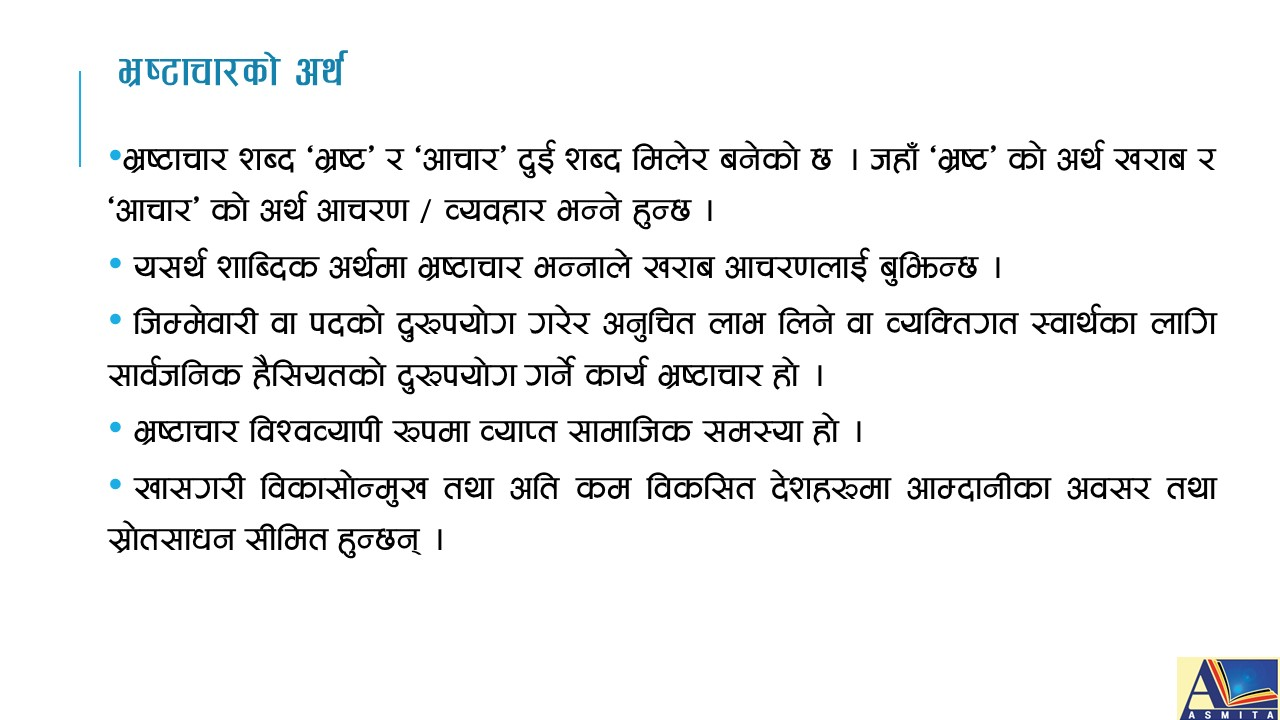 भ्रष्टाचारको अर्थ
•भ्रष्टाचार शब्द ‘भ्रष्ट’ र ‘आचार’ दुई शब्द मिलेर बनेको छ । जहाँ ‘भ्रष्ट’ को अर्थ खराब र
‘आचार’ को अर्थ आचरण / व्यवहार भन्ने हुन्छ ।
• यसर्थ शाब्दिक अर्थमा भ्रष्टाचार भन्नाले खराब आचरणलाई बुझिन्छ ।
• जिम्मेवारी वा पदको दुरुपयोग गरेर अनुचित लाभ लिने वा व्यक्तिगत स्वार्थका लागि
सार्वजनिक हैसियतको दुरुपयोग गर्ने कार्य भ्रष्टाचार हो ।
• भ्रष्टाचार विश्वव्यापी रुपमा व्याप्त सामाजिक समस्या हो ।
• खासगरी विकासोन्मुख तथा अति कम विकसित देशहरुमा आम्दानीका अवसर तथा
स्रोतसाधन सीमित हुन्छन् ।
ASMITA